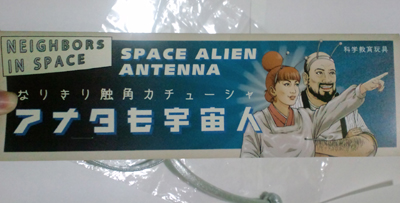 NEIGHBORS
IN SPACE
SPACE ALIEN
ANTENNA
科学教育玩具
なりきり触角カチューシャ
アナタも宇宙人